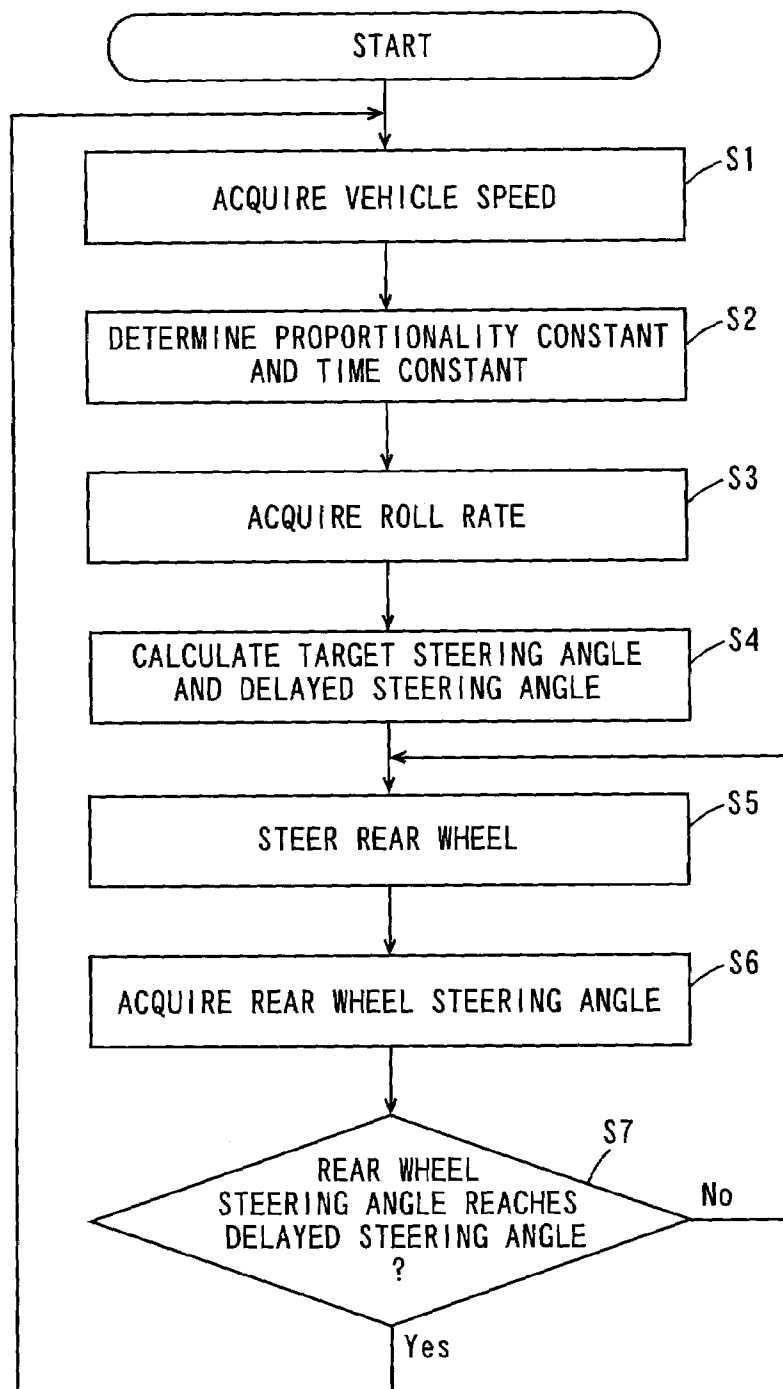 START
S1
ACQUIRE VEHICLE SPEED
S2
DETERMINE PROPORTIONALITY CONSTANT
AND TIME CONSTANT
S3
ACQUIRE ROLL RATE
S4
CALCULATE TARGET STEERING ANGLE
AND DELAYED STEERING ANGLE
S5
STEER REAR WHEEL
S6
ACQUIRE REAR WHEEL STEERING ANGLE
S7
REAR WHEEL
STEERING ANGLE REACHES
DELAYED STEERING ANGLE
?
No
Yes